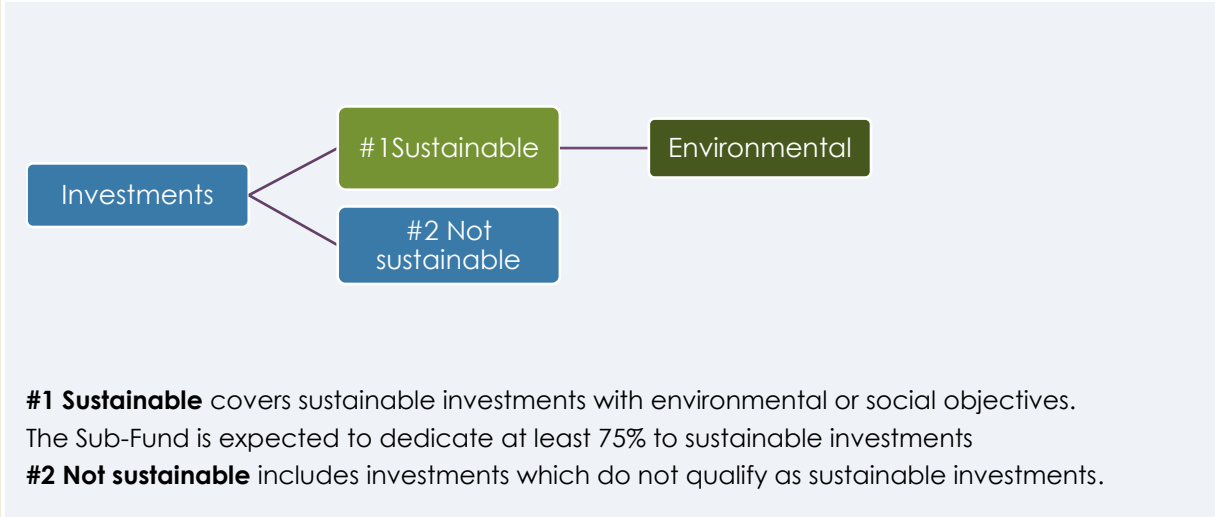 #1Sustainable
Environmental
Investments
#2 Not
sustainable
#1 Sustainable covers sustainable investments with environmental or social objectives.
The Sub-Fund is expected to dedicate at least 75% to sustainable investments
#2 Not sustainable includes investments which do not qualify as sustainable investments.